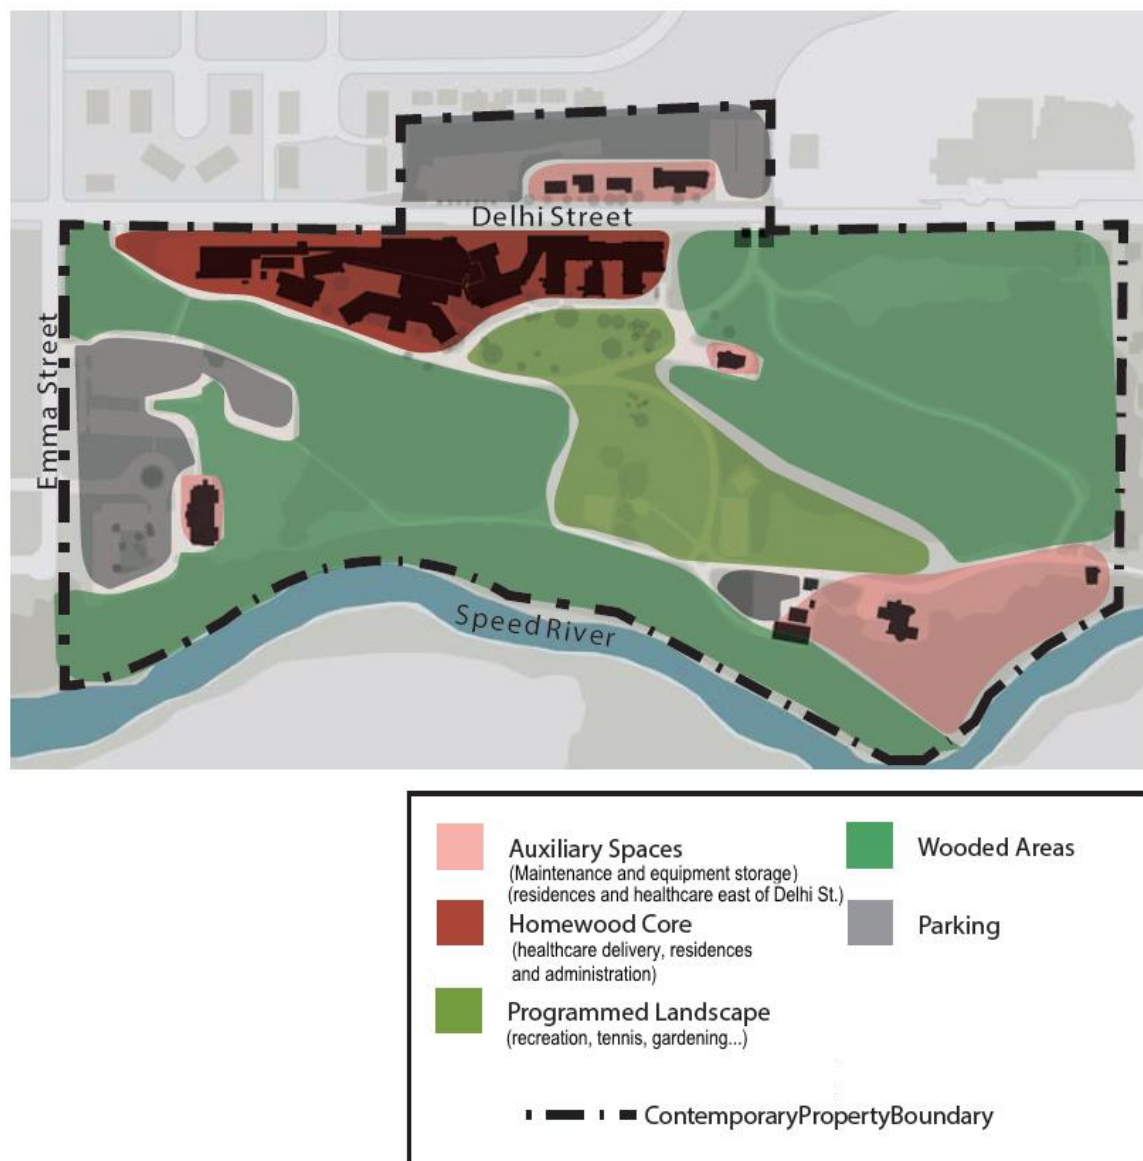 Delhi Street
Emma Street
Speed River
Auxiliary Spaces
(Maintenance and equipment storage)
(residences and healthcare east of Delhi St.)
Homewood Core
(healthcare delivery, residences
and administration)
Programmed Landscape
(recreation, tennis, gardening...)
Wooded Areas
Parking
ContemporaryPropertyBoundary